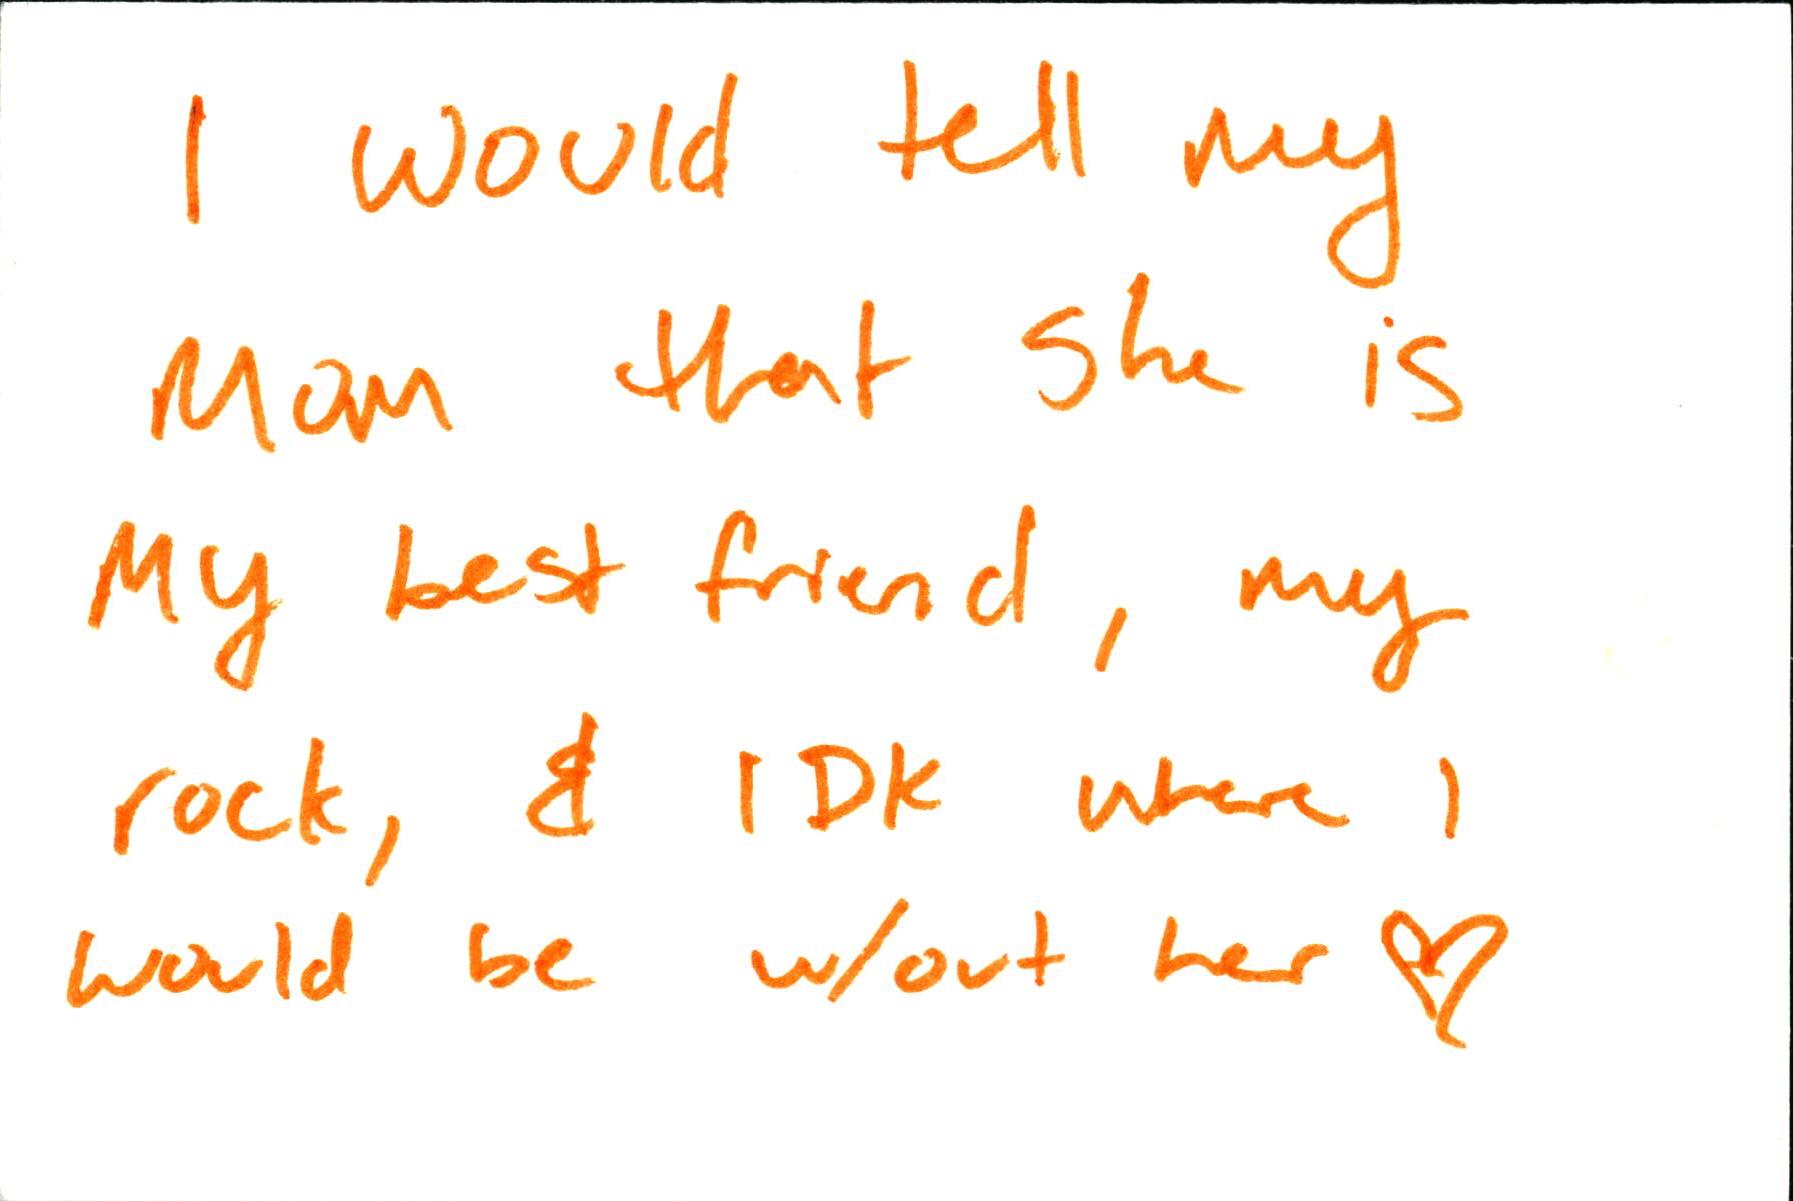 I would tell my
Mom that she is
My best friend, my
rock, & IDK where I
would be w/out her ♡